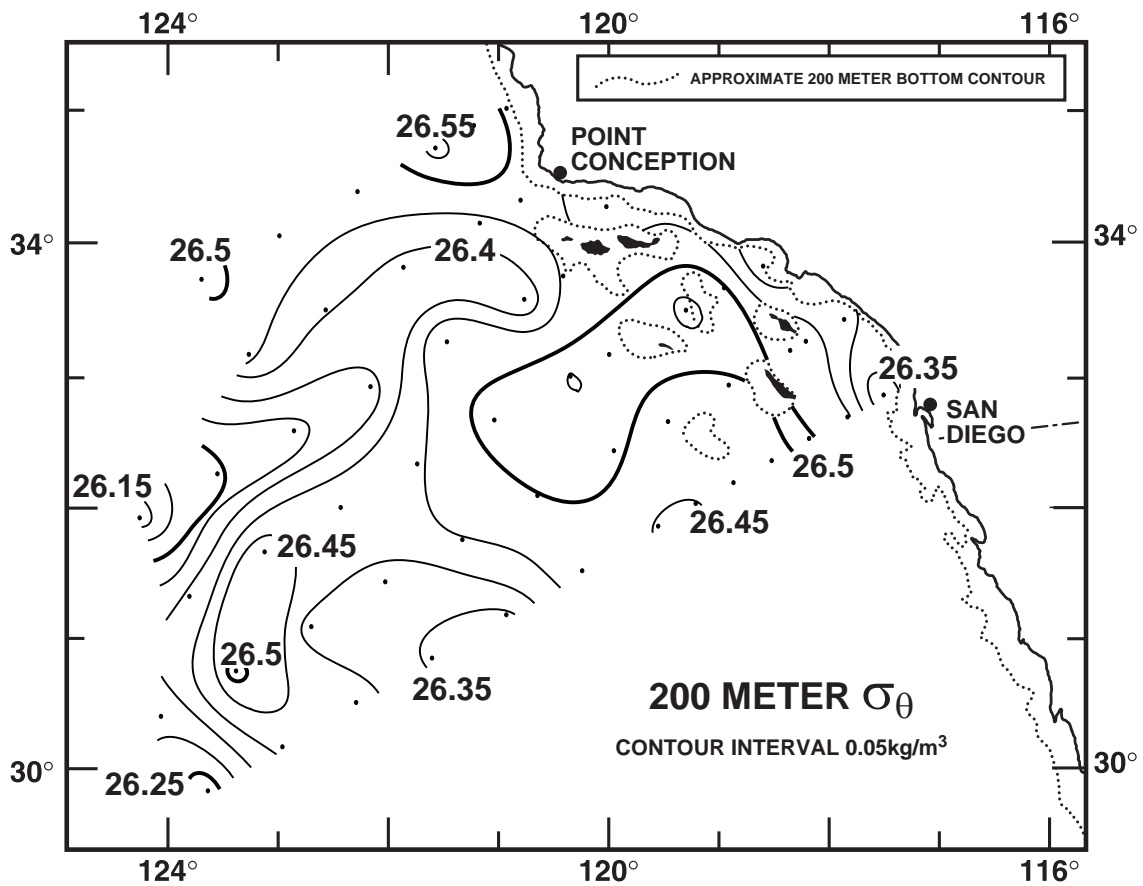 124° 120° 116°
APPROXIMATE 200 METER BOTTOM CONTOUR
26.55
POINT
CONCEPTION
34° 34°
26.5
26.4
26.35
SAN
DIEGO
26.5
26.15
26.45
26.45
26.5
26.35
200 METER σθ
CONTOUR INTERVAL 0.05kg/m³
30° 30°
26.25
124° 120° 116°